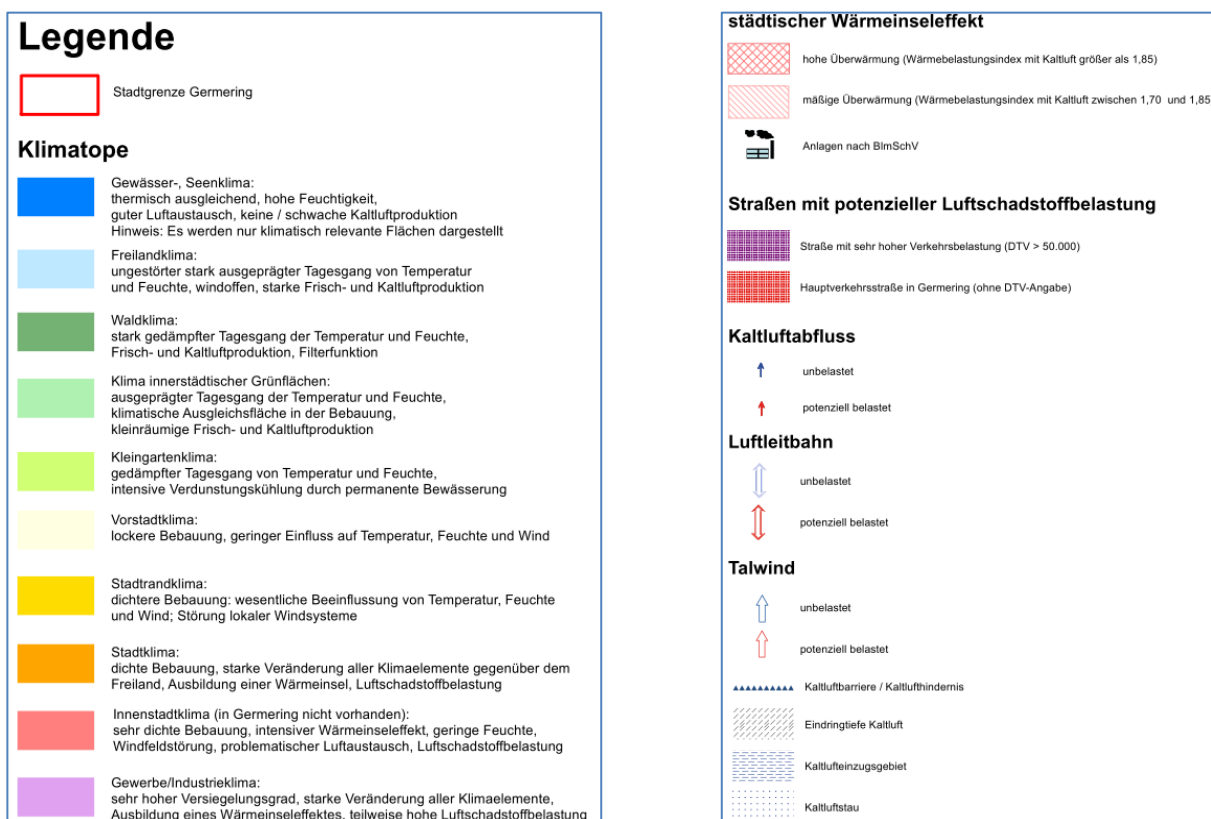 Legende
Stadtgrenze Germering
Klimatope
Gewässer-, Seenklima:
thermisch ausgleichend, hohe Feuchtigkeit,
guter Luftaustausch, keine / schwache Kaltluftproduktion
Hinweis: Es werden nur klimatisch relevante Flächen dargestellt
Freilandklima:
ungestörter stark ausgeprägter Tagesgang von Temperatur
und Feuchte, windoffen, starke Frisch- und Kaltluftproduktion
Waldklima:
stark gedämpfter Tagesgang der Temperatur und Feuchte,
Frisch- und Kaltluftproduktion, Filterfunktion
Klima innerstädtischer Grünflächen:
ausgeprägter Tagesgang der Temperatur und Feuchte,
klimatische Ausgleichsfläche in der Bebauung,
kleinräumige Frisch- und Kaltluftproduktion
Kleingartenklima:
gedämpfter Tagesgang von Temperatur und Feuchte,
intensive Verdunstungskühlung durch permanente Bewässerung
Vorstadtklima:
lockere Bebauung, geringer Einfluss auf Temperatur, Feuchte und Wind
Stadtrandklima:
dichtere Bebauung: wesentliche Beeinflussung von Temperatur, Feuchte
und Wind; Störung lokaler Windsysteme
Stadtklima:
dichte Bebauung, starke Veränderung aller Klimaelemente gegenüber dem
Freiland, Ausbildung einer Wärmeinsel, Luftschadstoffbelastung
Innenstadtklima (in Germering nicht vorhanden):
sehr dichte Bebauung, intensiver Wärmeinseleffekt, geringe Feuchte,
Windfeldstörung, problematischer Luftaustausch, Luftschadstoffbelastung
Gewerbe/Industrieklima:
sehr hoher Versiegelungsgrad, starke Veränderung aller Klimaelemente,
Ausbildung eines Wärmeinseleffektes, teilweise hohe Luftschadstoffbelastung
städtischer Wärmeinseleffekt
hohe Überwärmung (Wärmebelastungsindex mit Kaltluft größer als 1,85)
mäßige Überwärmung (Wärmebelastungsindex mit Kaltluft zwischen 1,70 und 1,85
Anlagen nach BImSchV
Straßen mit potenzieller Luftschadstoffbelastung
Straße mit sehr hoher Verkehrsbelastung (DTV > 50.000)
Hauptverkehrsstraße in Germering (ohne DTV-Angabe)
Kaltluftabfluss
unbelastet
potenziell belastet
Luftleitbahn
unbelastet
potenziell belastet
Talwind
unbelastet
potenziell belastet
Kaltluftbarriere / Kaltlufthindernis
Eindringtiefe Kaltluft
Kaltlufteinzugsgebiet
Kaltluftstau